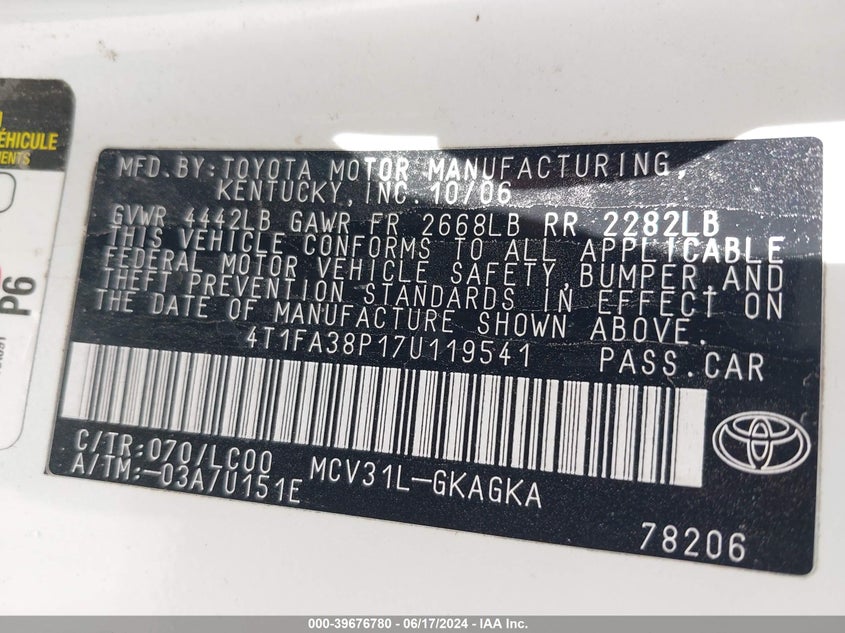 ÉHICULE
P6
MFD.BY:TOYOTA MOTOR MANUFACTURING,
KENTUCKY,INC. 10/06
GVWR 4442LB GAWR FR 2668LB RR 2282LB
THIS VEHICLE CONFORMS TO ALL APPLICABLE
FEDERAL MOTOR VEHICLE SAFETY,BUMPER,AND
THEFT PREVENTION STANDARDS IN EFFECT ON
THE DATE OF MANUFACTURE SHOWN ABOVE.
4T1FA38P17U119541 PASS.CAR
C/TR:070/LC00
A/TM:-03A/U151E
MCV31L-GKAGKA
78206
000-39676780 - 06/17/2024 - IAA Inc.